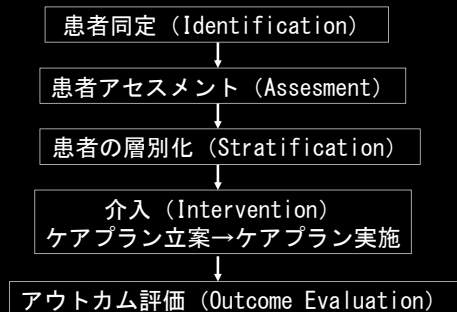 患者同定（Identification）
患者アセスメント（Assesment）
患者の層別化（Stratification）
介入（Intervention）
ケアプラン立案→ケアプラン実施
アウトカム評価（Outcome Evaluation）